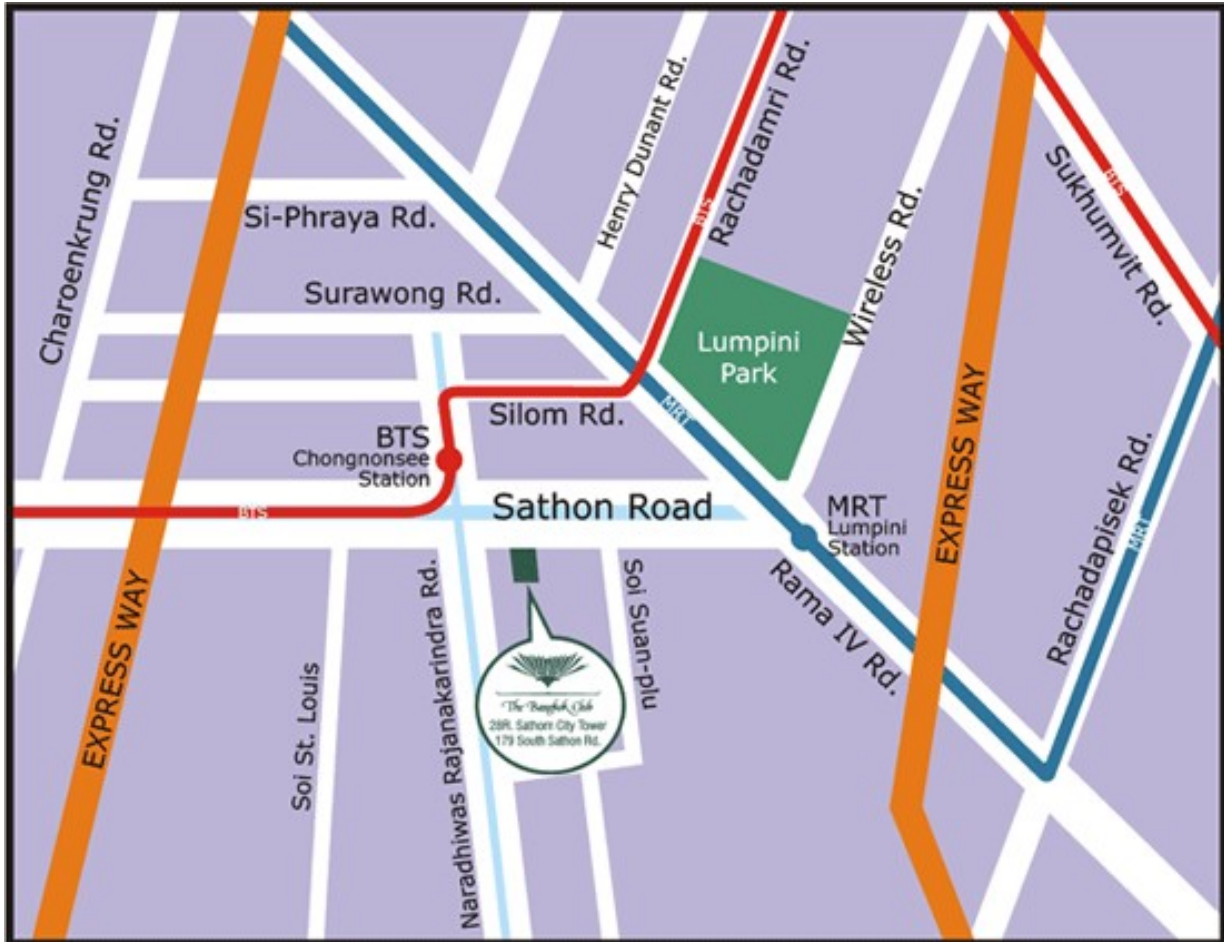 Henry Dunant Rd.
Rachadamri Rd.
BTS
BTS
Sukhumvit Rd.
Charoenkrung Rd.
Si-Phraya Rd.
Wireless Rd.
Surawong Rd.
Lumpini
Park
EXPRESS WAY
Silom Rd.
MRT
BTS
Chongnonsee
Station
Rachadapisek Rd.
BTS
Sathon Road
MRT
Lumpini
Station
MRT
EXPRESS WAY
Soi St. Louis
Naradhiwas Rajanakarindra Rd.
Soi Suan-plu
Rama IV Rd.
The Bangkok Club
28R. Sathorn City Tower
179 South Sathon Rd.